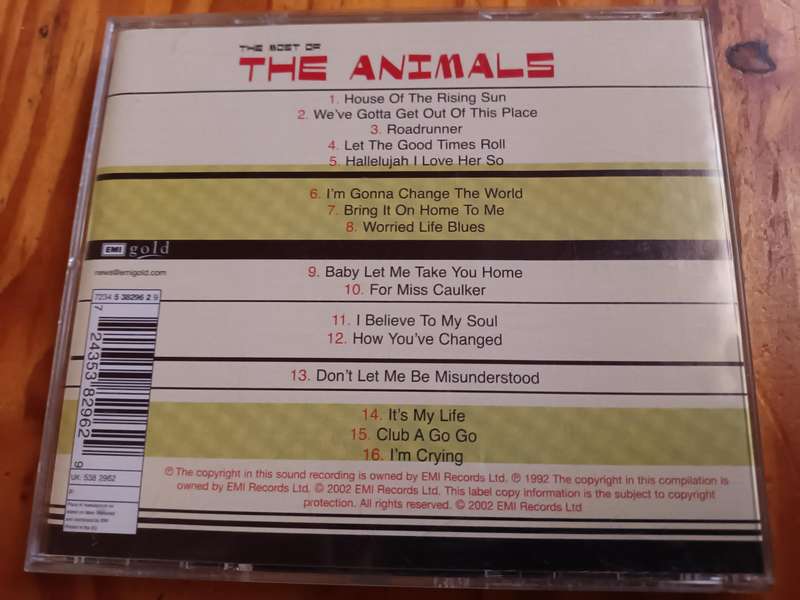 THE MOST OF
THE ANIMALS
1. House Of The Rising Sun
2. We've Gotta Get Out Of This Place
3. Roadrunner
4. Let The Good Times Roll
5. Hallelujah I Love Her So
6. I'm Gonna Change The World
7. Bring It On Home To Me
8. Worried Life Blues
EMI gold
news@emigold.com
9. Baby Let Me Take You Home
10. For Miss Caulker
7234 5 38296 2 9
7 24353 82962 9
11. I Believe To My Soul
12. How You've Changed
13. Don't Let Me Be Misunderstood
14. It's My Life
15. Club A Go Go
16. I'm Crying
UK: 538 2962
℗ The copyright in this sound recording is owned by EMI Records Ltd. ℗ 1992 The copyright in this compilation is
owned by EMI Records Ltd. © 2002 EMI Records Ltd. This label copy information is the subject to copyright
protection. All rights reserved. © 2002 EMI Records Ltd